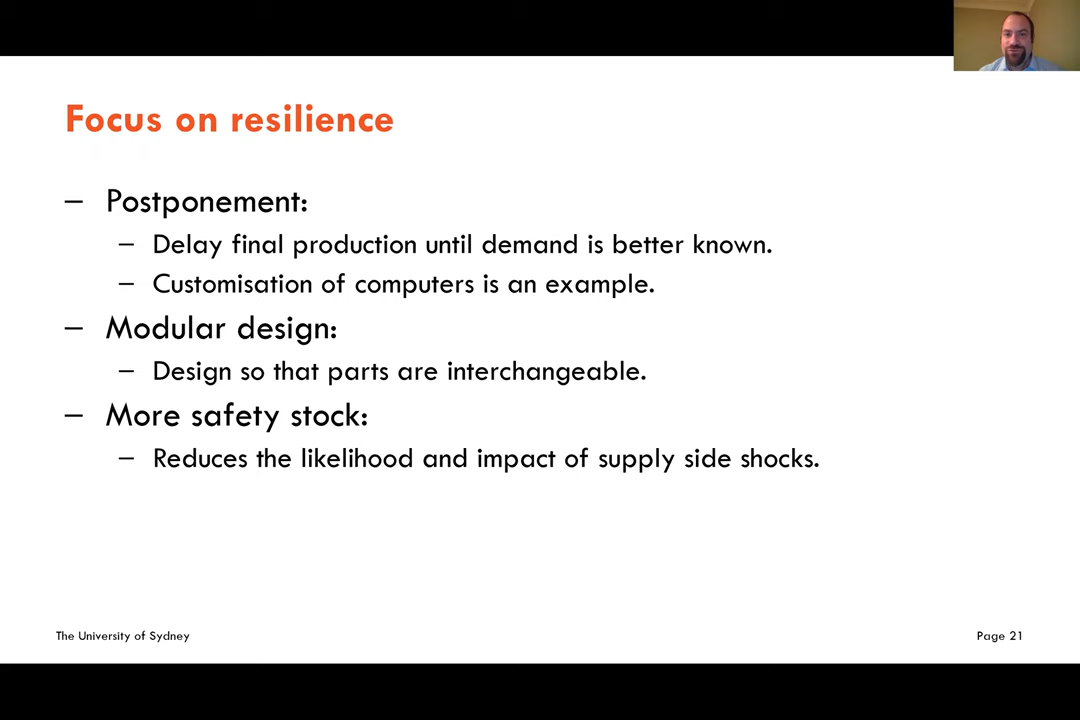 Focus on resilience
– Postponement:
– Delay final production until demand is better known.
– Customisation of computers is an example.
– Modular design:
– Design so that parts are interchangeable.
– More safety stock:
– Reduces the likelihood and impact of supply side shocks.
The University of Sydney
Page 21